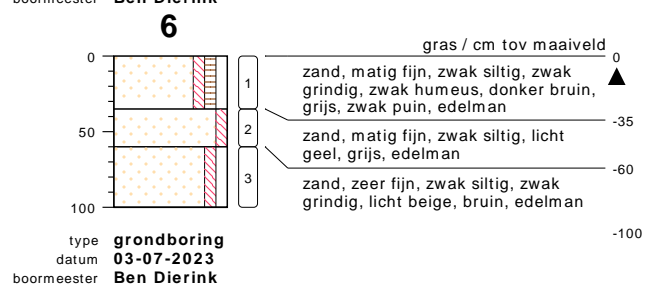 boormeester Ben Dierink
6
gras / cm tov maaiveld
0
0
1
zand, matig fijn, zwak siltig, zwak
grindig, zwak humeus, donker bruin,
grijs, zwak puin, edelman
-35
50
2
zand, matig fijn, zwak siltig, licht
geel, grijs, edelman
-60
3
zand, zeer fijn, zwak siltig, zwak
grindig, licht beige, bruin, edelman
100
-100
type grondboring
datum 03-07-2023
boormeester Ben Dierink